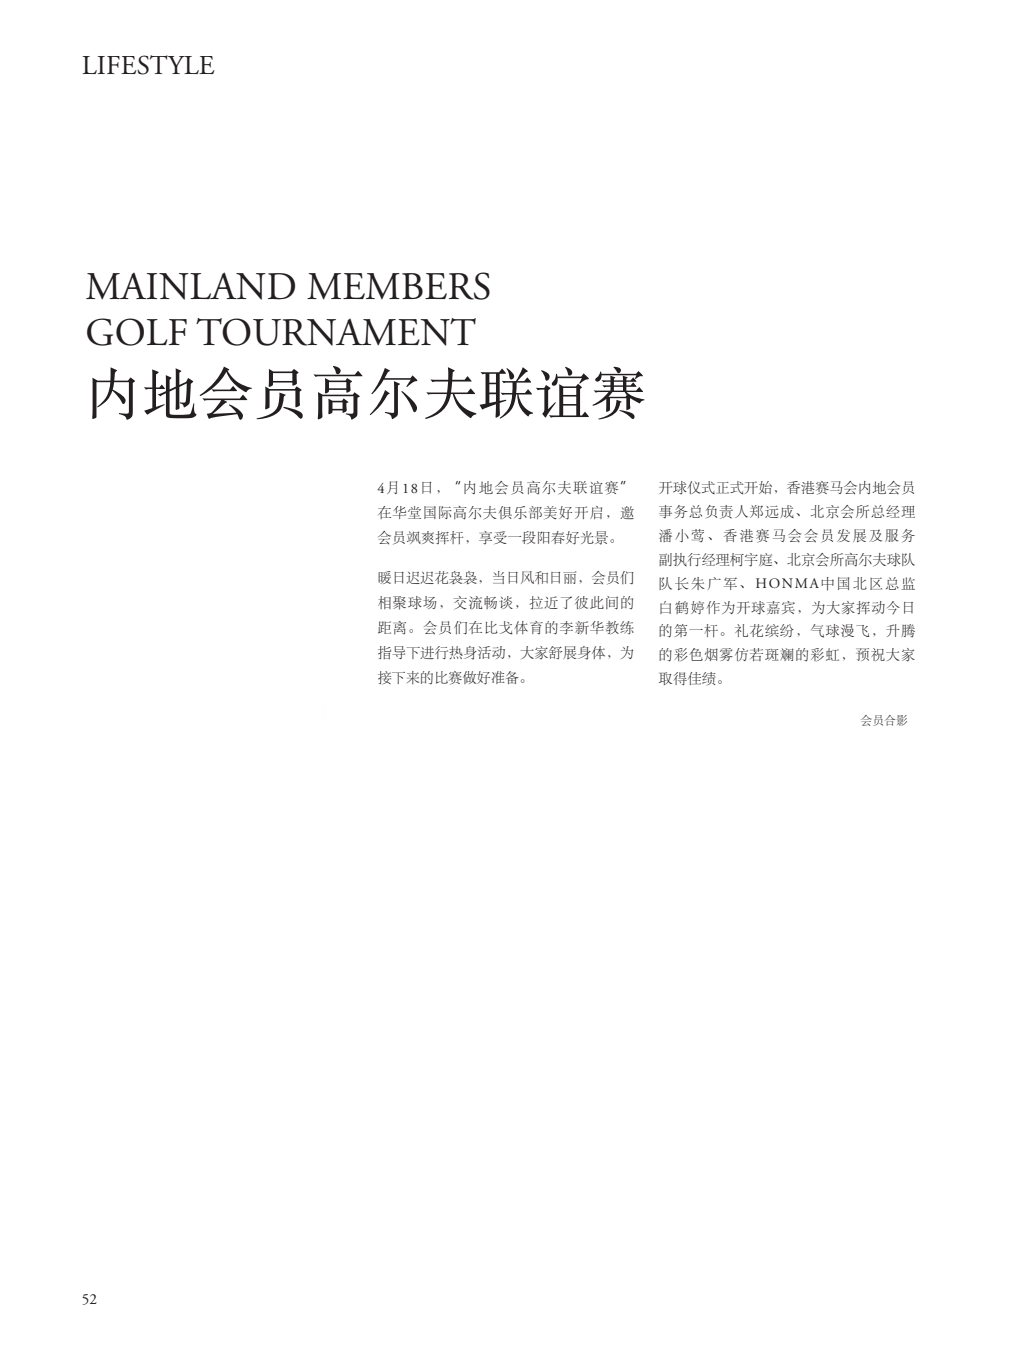 LIFESTYLE
MAINLAND MEMBERS
GOLF TOURNAMENT
内地会员高尔夫联谊赛
4月18日，“内地会员高尔夫联谊赛”
在华堂国际高尔夫俱乐部美好开启，邀
会员飒爽挥杆，享受一段阳春好光景。
暖日迟迟花袅袅，当日风和日丽，会员们
相聚球场，交流畅谈，拉近了彼此间的
距离。会员们在比戈体育的李新华教练
指导下进行热身活动，大家舒展身体，为
接下来的比赛做好准备。
开球仪式正式开始，香港赛马会内地会员
事务总负责人郑远成、北京会所总经理
潘小莺、香港赛马会会员发展及服务
副执行经理柯宇庭、北京会所高尔夫球队
队长朱广军、HONMA中国北区总监
白鹤婷作为开球嘉宾，为大家挥动今日
的第一杆。礼花缤纷，气球漫飞，升腾
的彩色烟雾仿若斑斓的彩虹，预祝大家
取得佳绩。
会员合影
52